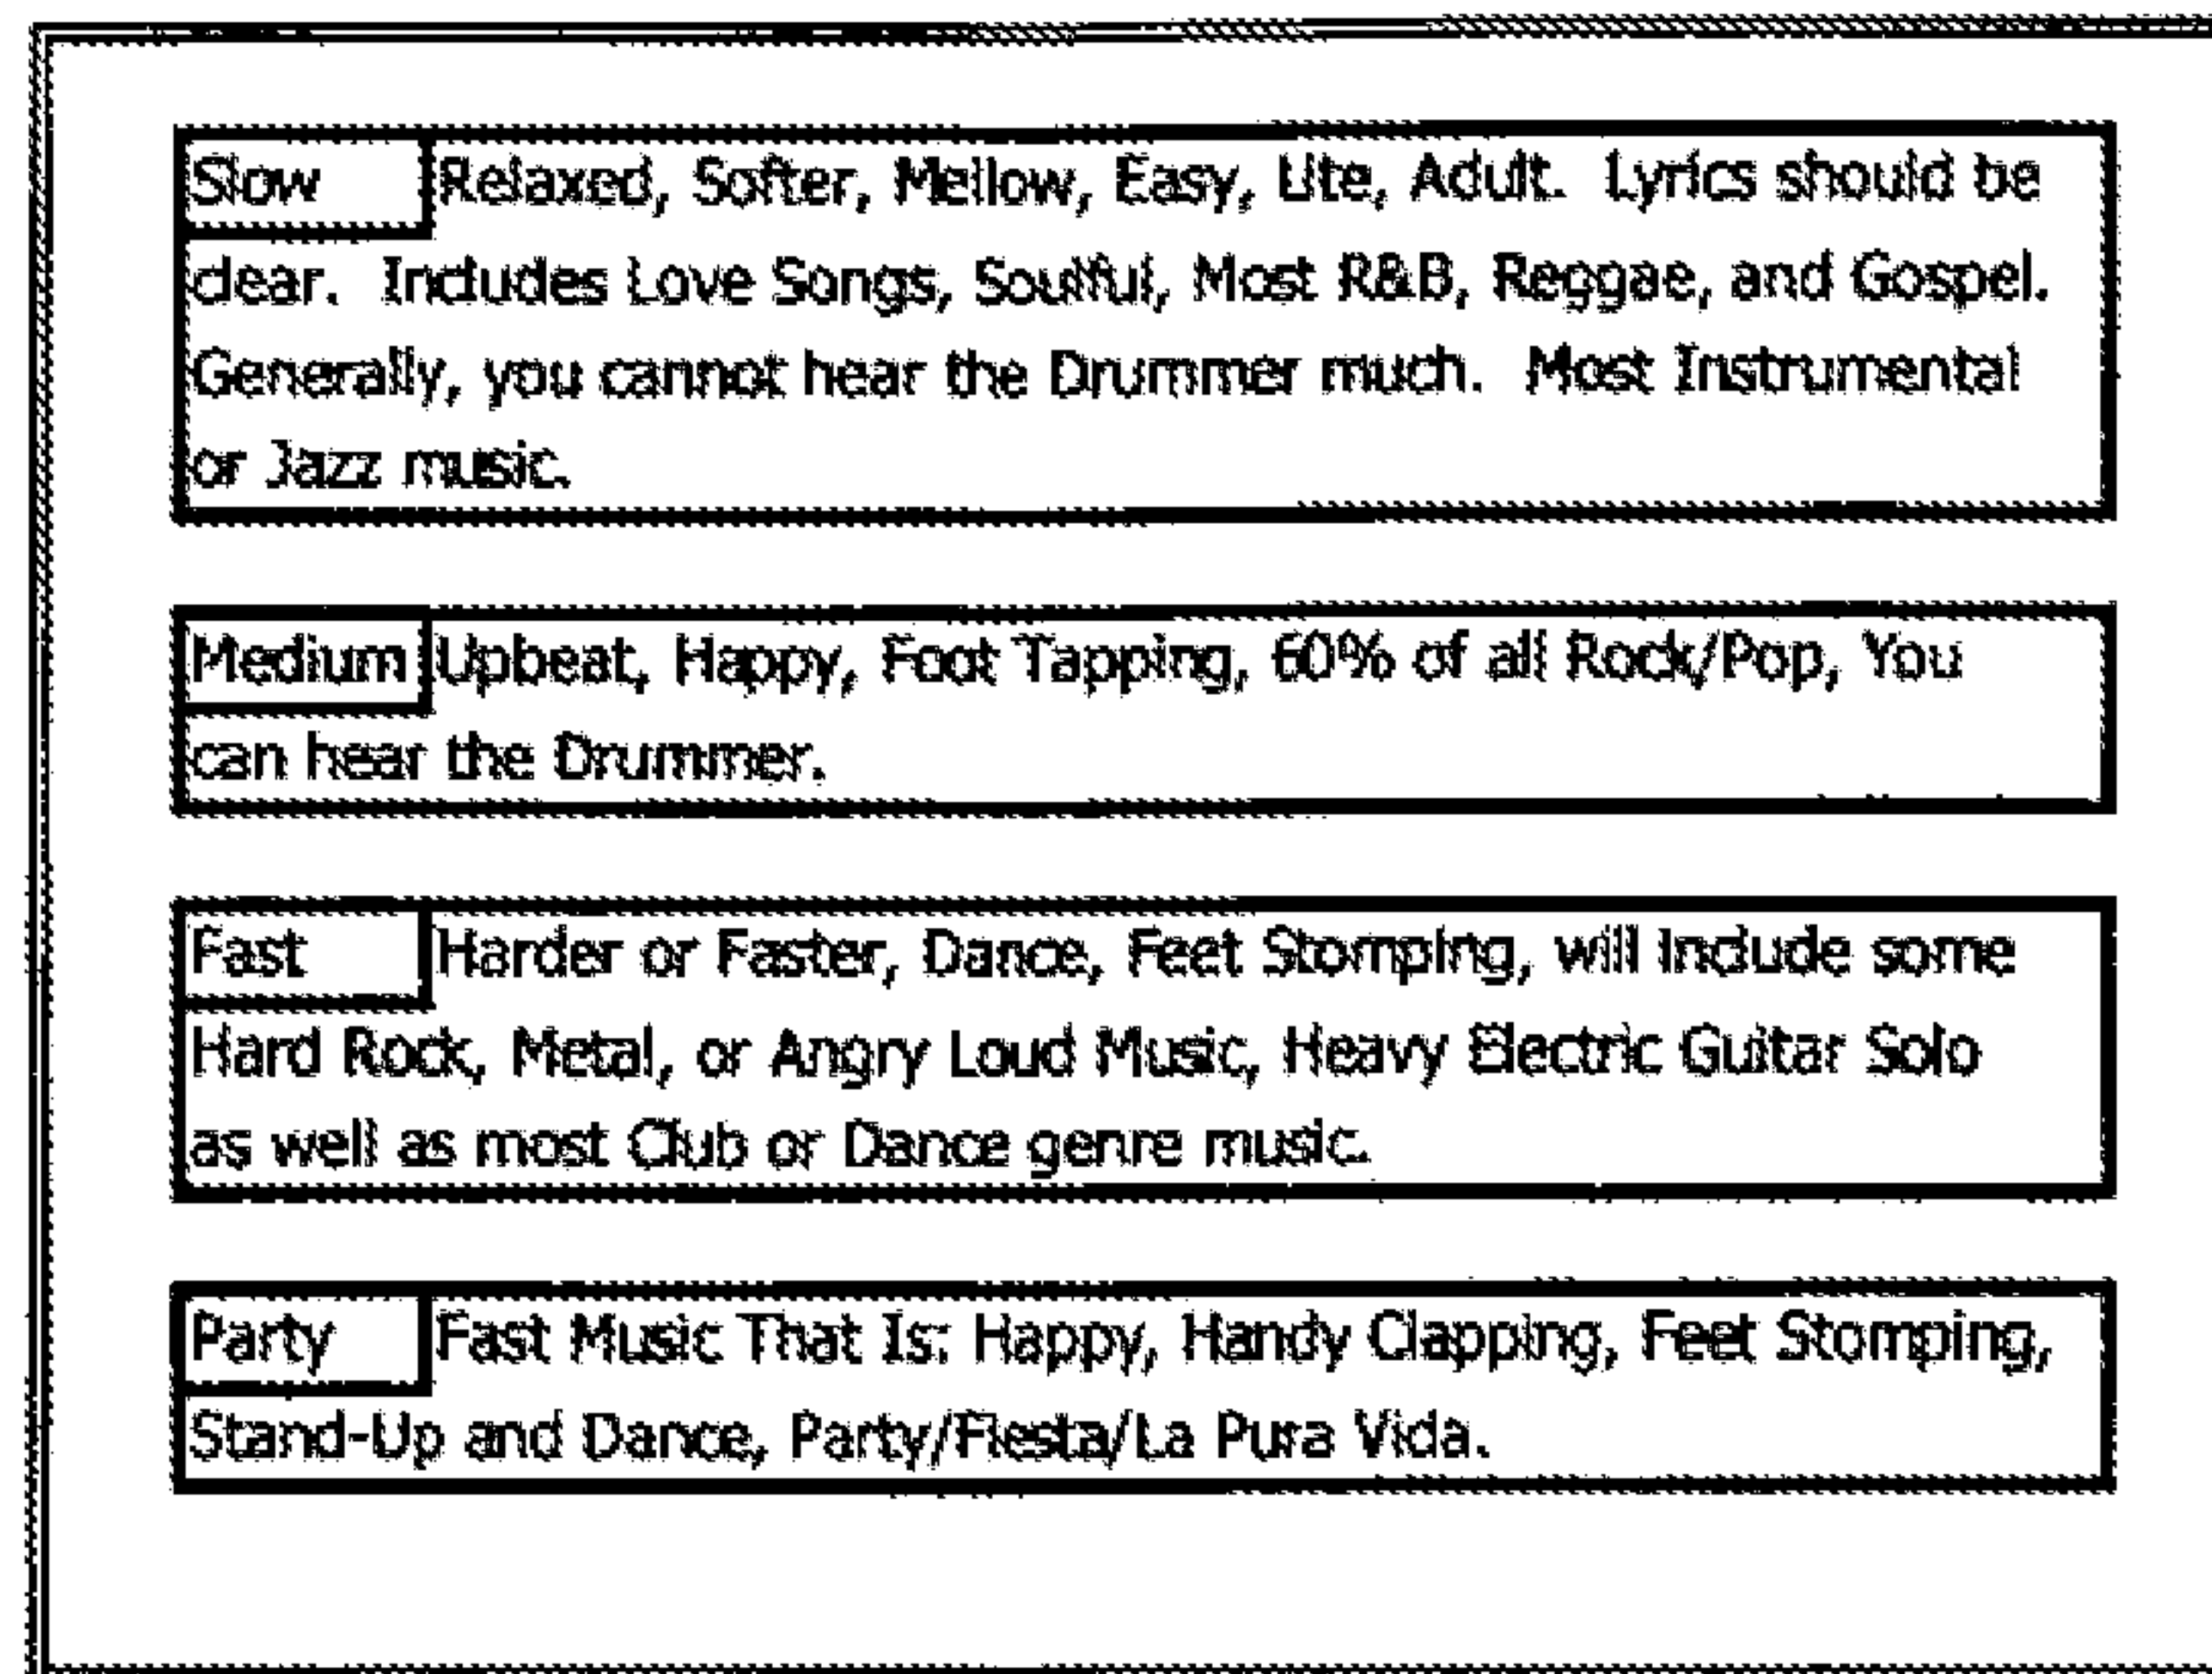 Slow Relaxed, Softer, Mellow, Easy, Lite, Adult. Lyrics should be
clear. Includes Love Songs, Soulful, Most R&B, Reggae, and Gospel.
Generally, you cannot hear the Drummer much. Most Instrumental
or Jazz music.
Medium Upbeat, Happy, Foot Tapping, 60% of all Rock/Pop, You
can hear the Drummer.
Fast Harder or Faster, Dance, Feet Stomping, will Include some
Hard Rock, Metal, or Angry Loud Music, Heavy Electric Guitar Solo
as well as most Club or Dance genre music.
Party Fast Music That Is: Happy, Handy Clapping, Feet Stomping,
Stand-Up and Dance, Party/Fiesta/La Pura Vida.